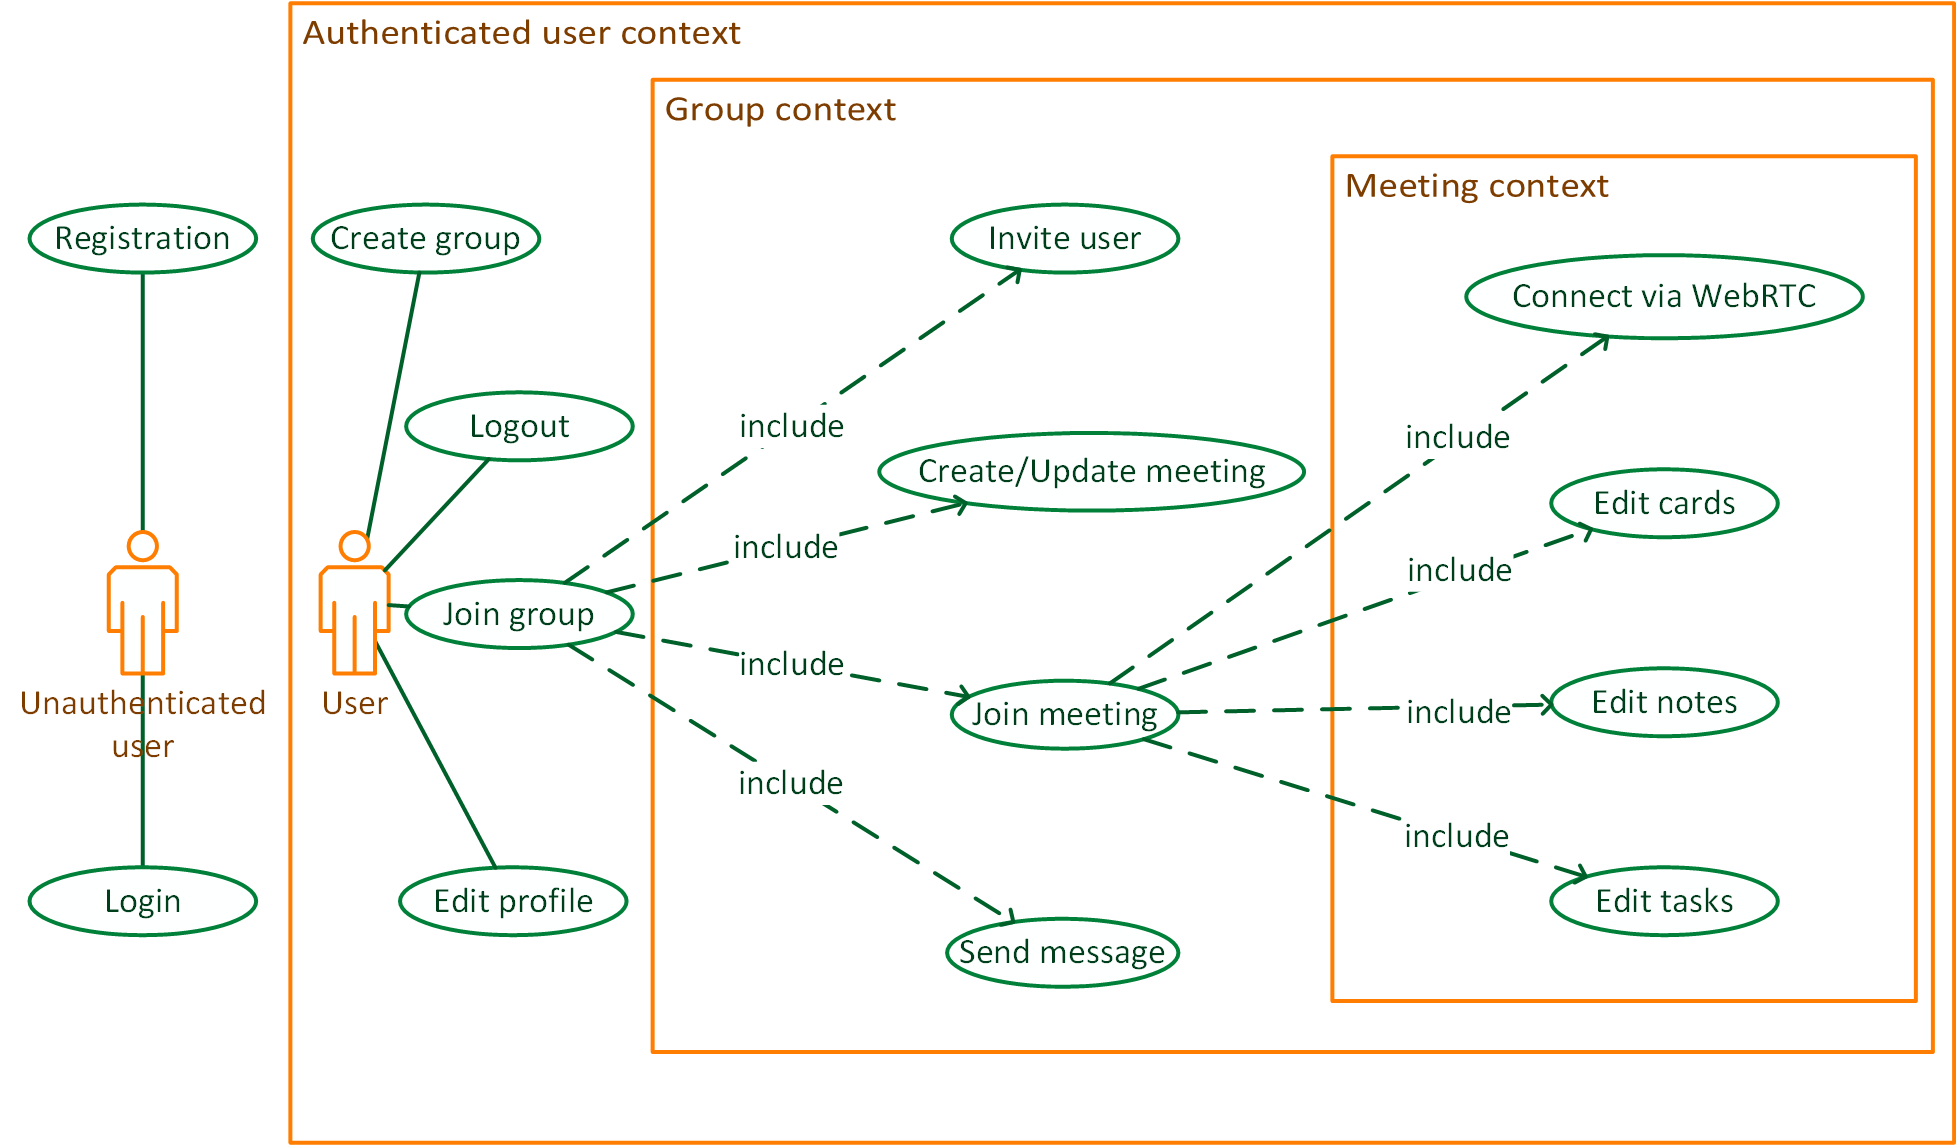 Authenticated user context
Group context
Meeting context
Registration
Create group
Invite user
Connect via WebRTC
Logout
include
include
Create/Update meeting
Edit cards
include
include
Join group
include
Unauthenticated
user
User
Join meeting
include
Edit notes
include
include
Login
Edit profile
Send message
Edit tasks